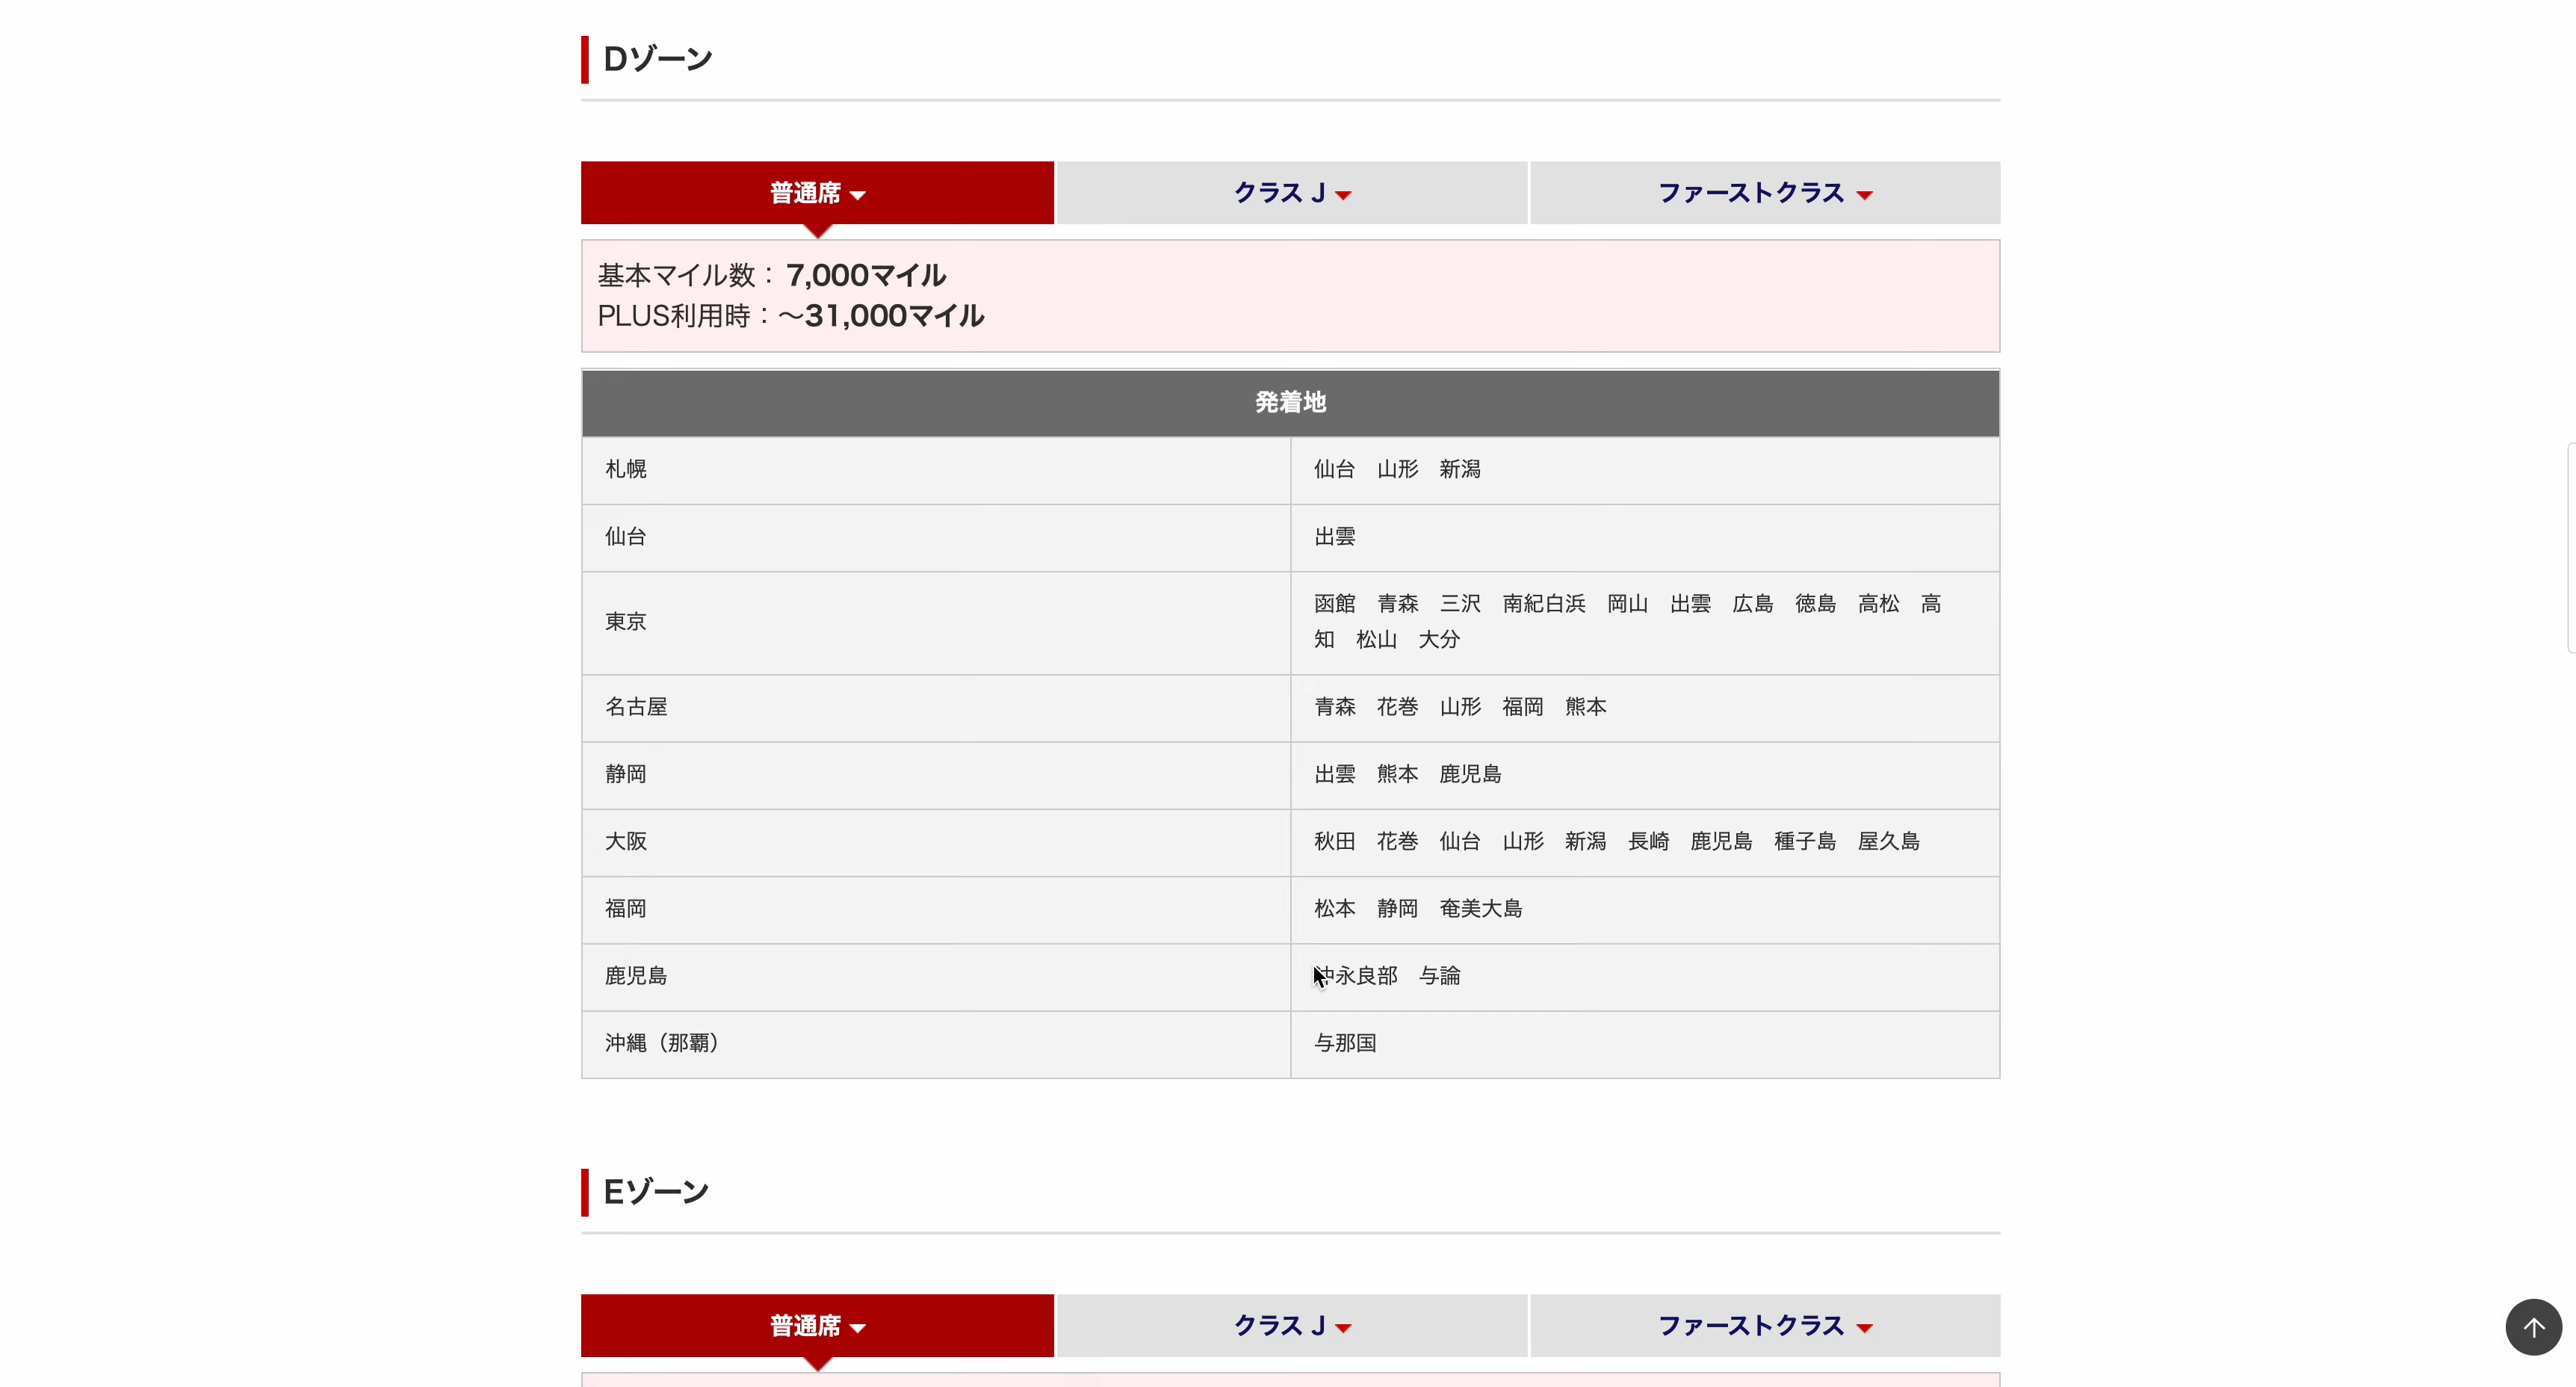 Dゾーン
普通席 クラス J ファーストクラス
基本マイル数： 7,000マイル
PLUS利用時：～31,000マイル
発着地
札幌 仙台　山形　新潟
仙台 出雲
東京 函館　青森　三沢　南紀白浜　岡山　出雲　広島　徳島　高松　高
知　松山　大分
名古屋 青森　花巻　山形　福岡　熊本
静岡 出雲　熊本　鹿児島
大阪 秋田　花巻　仙台　山形　新潟　長崎　鹿児島　種子島　屋久島
福岡 松本　静岡　奄美大島
鹿児島 沖永良部　与論
沖縄（那覇） 与那国
Eゾーン
普通席 クラス J ファーストクラス